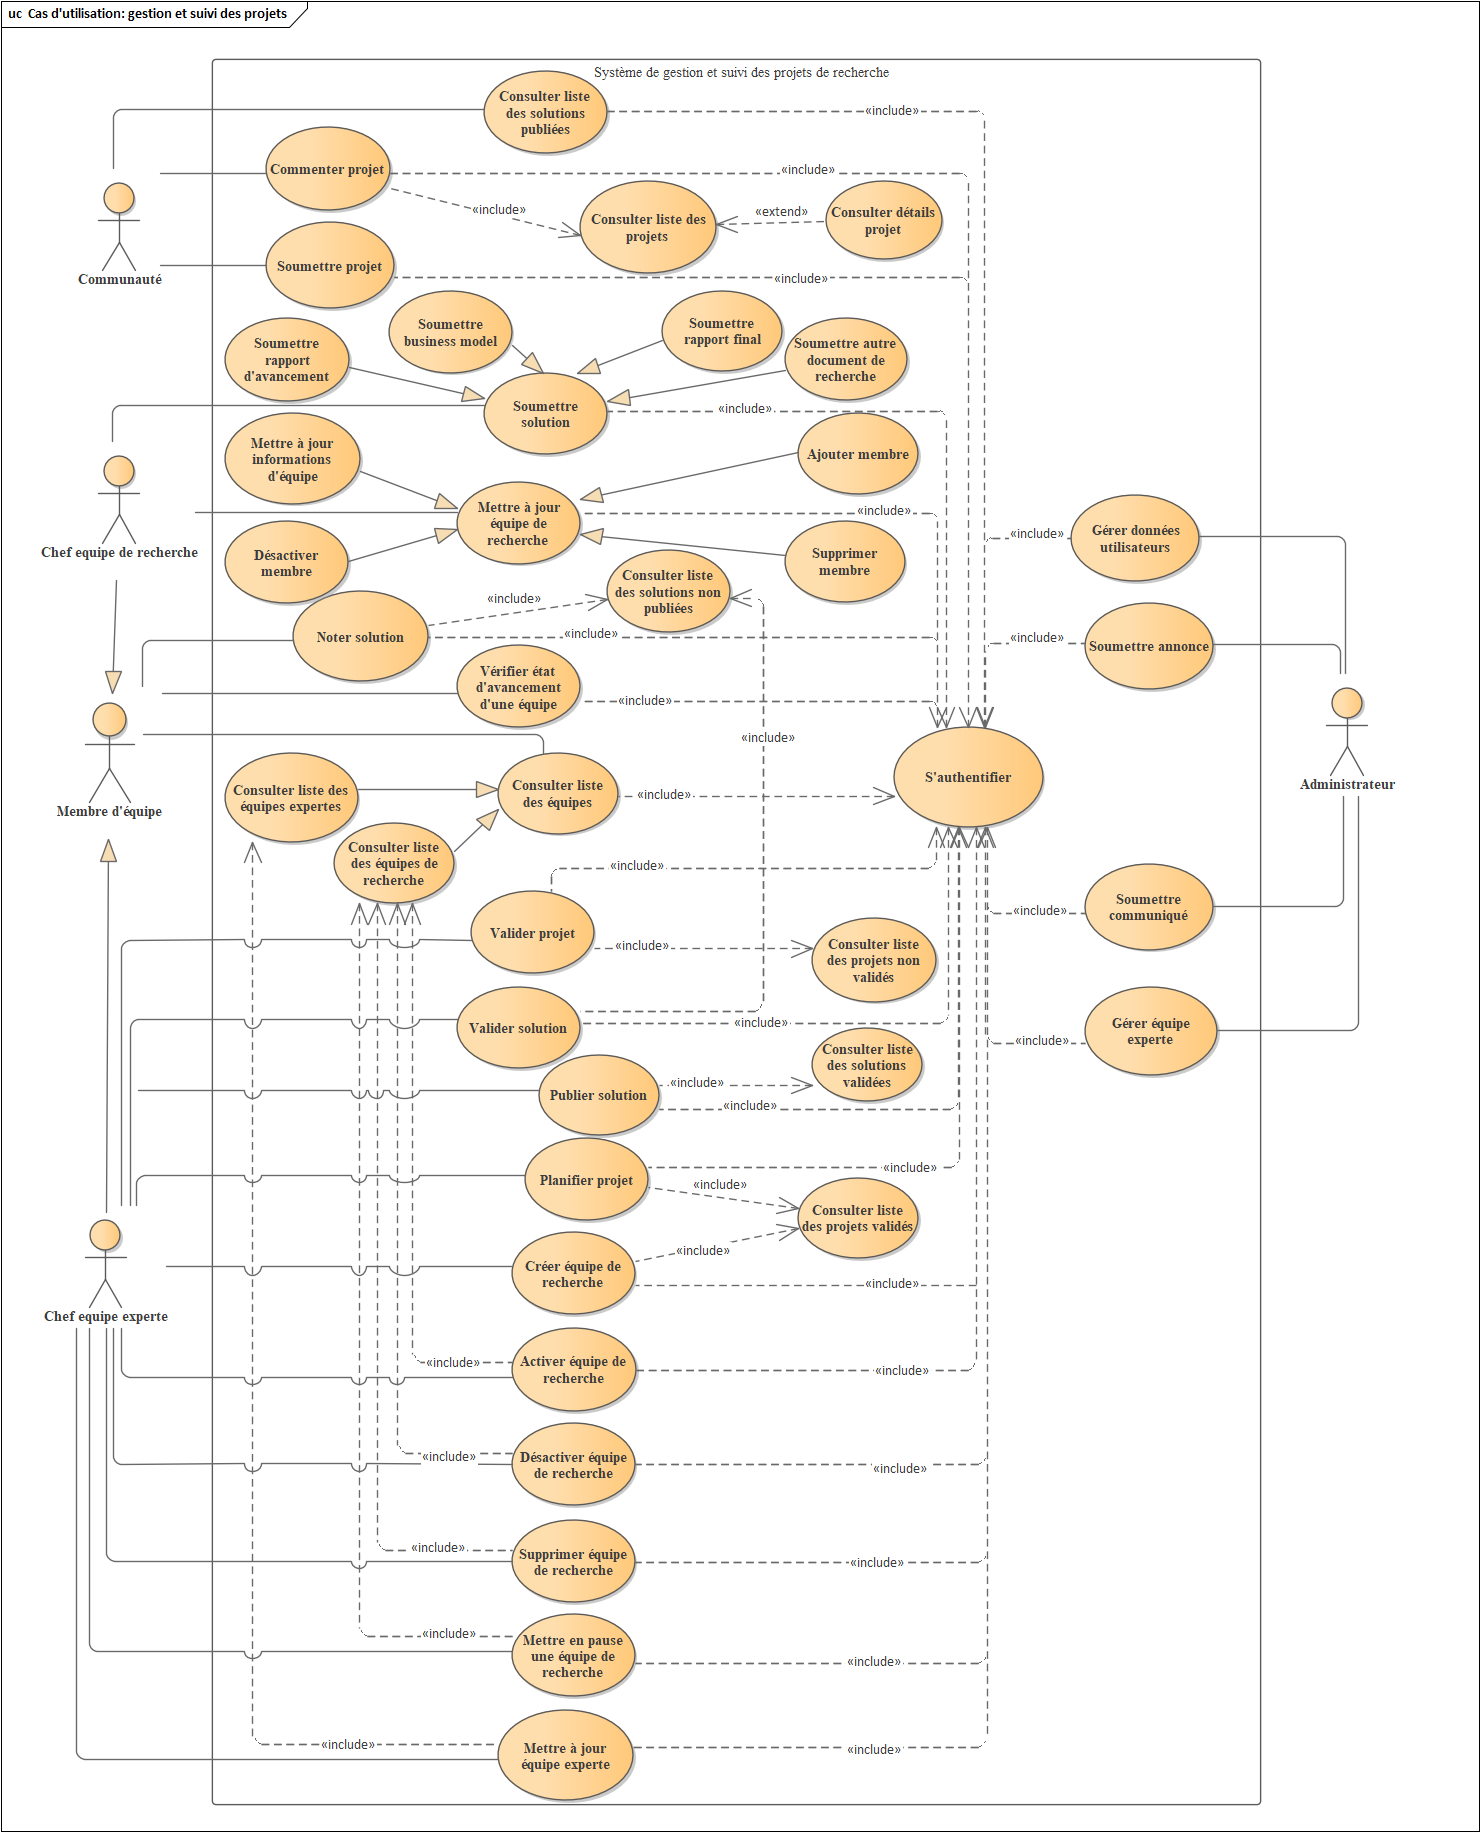 uc Cas d'utilisation: gestion et suivi des projets
Système de gestion et suivi des projets de recherche
Consulter liste
des solutions
publiées
«include»
Commenter projet
«include»
«include»
Consulter liste des
projets
«extend»
Consulter détails
projet
Communauté
Soumettre projet
«include»
Soumettre
business model
Soumettre
rapport final
Soumettre
rapport
d'avancement
Soumettre autre
document de
recherche
Soumettre
solution
«include»
Mettre à jour
informations
d'équipe
Ajouter membre
Mettre à jour
équipe de
recherche
«include»
Chef equipe de recherche
Désactiver
membre
Supprimer
membre
Gérer données
utilisateurs
«include»
Consulter liste
des solutions non
publiées
«include»
Noter solution
«include»
Soumettre annonce
«include»
Vérifier état
d'avancement
d'une équipe
«include»
«include»
S'authentifier
Administrateur
Membre d'équipe
Consulter liste des
équipes expertes
Consulter liste
des équipes
«include»
Consulter liste
des équipes de
recherche
«include»
Valider projet
«include»
Consulter liste
des projets non
validés
Soumettre
communiqué
«include»
Valider solution
«include»
Gérer équipe
experte
«include»
Consulter liste
des solutions
validées
Publier solution
«include»
«include»
Planifier projet
«include»
«include»
Consulter liste
des projets validés
«include»
Créer équipe de
recherche
«include»
Chef equipe experte
Activer équipe de
recherche
«include»
«include»
Désactiver équipe
de recherche
«include»
«include»
Supprimer équipe
de recherche
«include»
«include»
Mettre en pause
une équipe de
recherche
«include»
«include»
Mettre à jour
équipe experte
«include»
«include»